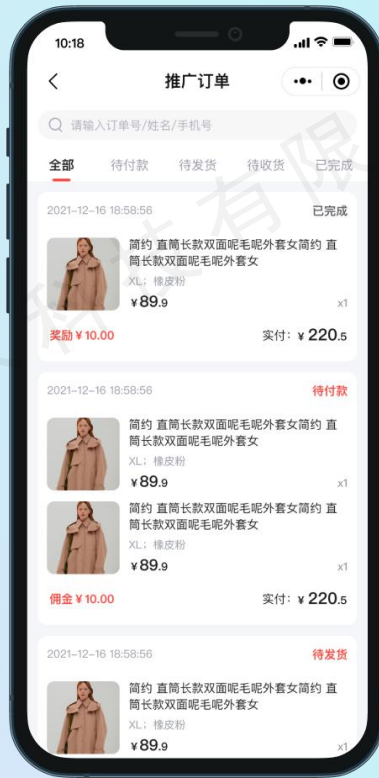 10:18
推广订单
请输入订单号/姓名/手机号
全部 待付款 待发货 待收货 已完成
2021-12-16 18:58:56 已完成
简约 直筒长款双面呢毛呢外套女简约 直
筒长款双面呢毛呢外套女
XL；橡皮粉
¥89.9 x1
奖励¥10.00 实付：¥220.5
2021-12-16 18:58:56 待付款
简约 直筒长款双面呢毛呢外套女简约 直
筒长款双面呢毛呢外套女
XL；橡皮粉
¥89.9 x1
简约 直筒长款双面呢毛呢外套女简约 直
筒长款双面呢毛呢外套女
XL；橡皮粉
¥89.9 x1
佣金¥10.00 实付：¥220.5
2021-12-16 18:58:56 待发货
简约 直筒长款双面呢毛呢外套女简约 直
筒长款双面呢毛呢外套女
XL；橡皮粉
¥89.9 x1
科技有限